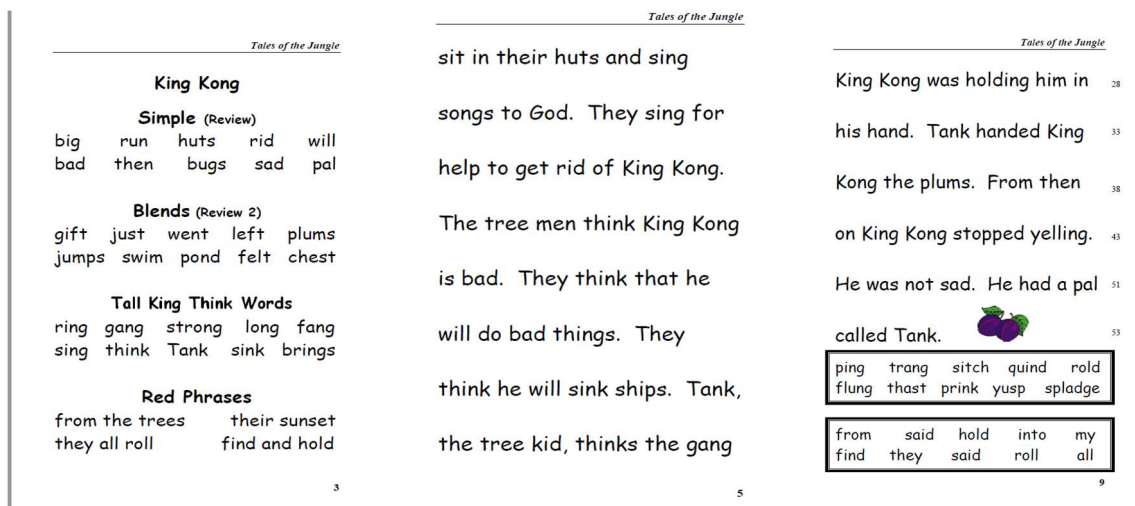 Tales of the Jungle
King Kong
Simple (Review)
big run huts rid will
bad then bugs sad pal
Blends (Review 2)
gift just went left plums
jumps swim pond felt chest
Tall King Think Words
ring gang strong long fang
sing think Tank sink brings
Red Phrases
from the trees their sunset
they all roll find and hold
3
Tales of the Jungle
sit in their huts and sing
songs to God. They sing for
help to get rid of King Kong.
The tree men think King Kong
is bad. They think that he
will do bad things. They
think he will sink ships. Tank,
the tree kid, thinks the gang
5
Tales of the Jungle
King Kong was holding him in 28
his hand. Tank handed King 33
Kong the plums. From then 38
on King Kong stopped yelling. 43
He was not sad. He had a pal 51
called Tank. 53
ping trang sitch quind rold
flung thast prink yusp spladge
from said hold into my
find they said roll all
9